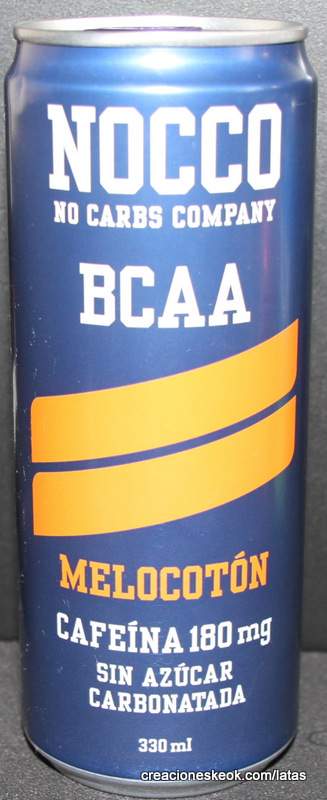 NOCCO
NO CARBS COMPANY
BCAA
MELOCOTÓN
CAFEÍNA 180 mg
SIN AZÚCAR
CARBONATADA
330 ml
creacioneskeok.com/latas